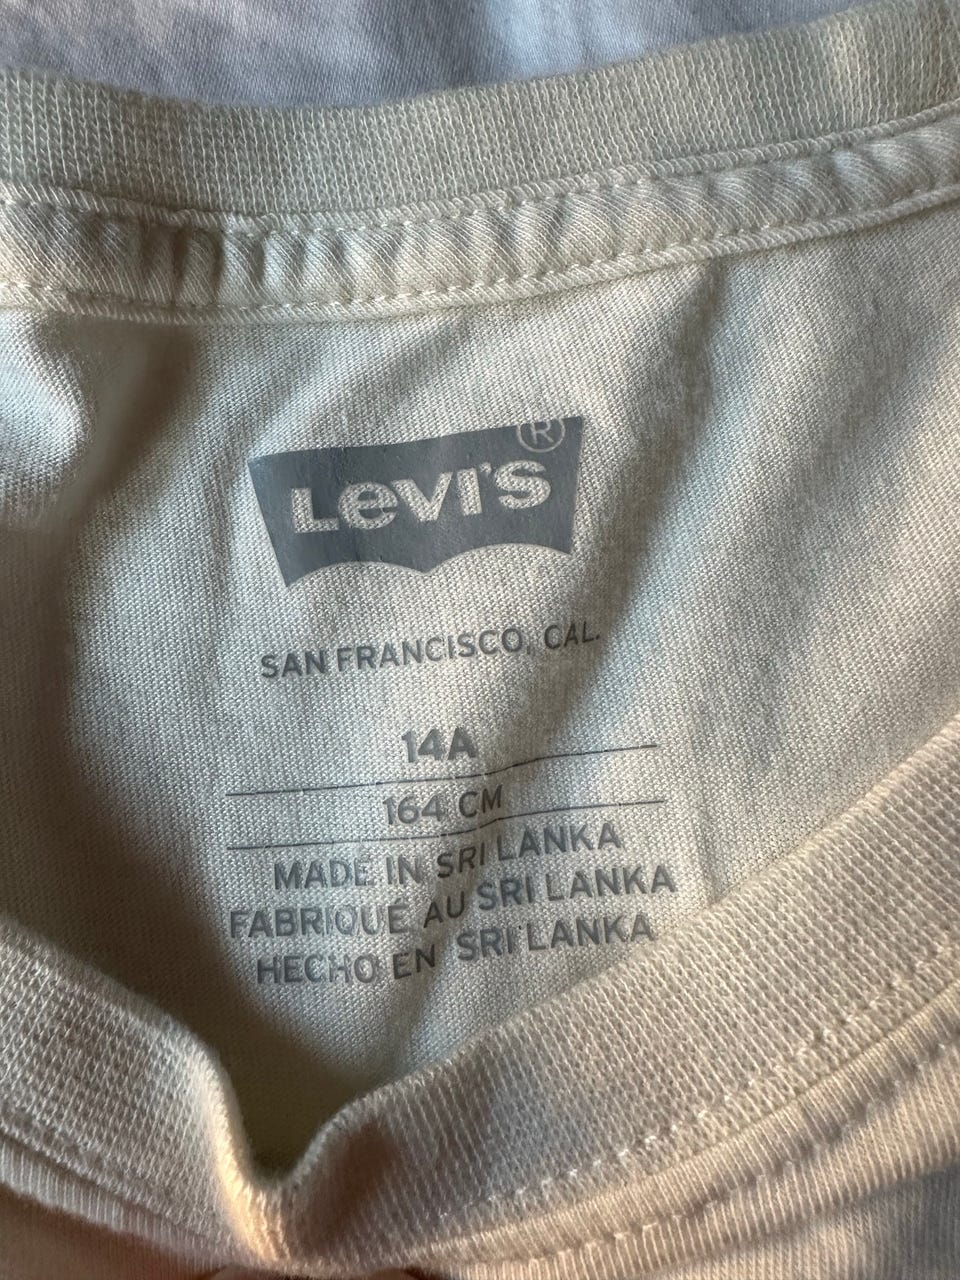 Levi's®
SAN FRANCISCO, CAL.
14A
164 CM
MADE IN SRI LANKA
FABRIQUÉ AU SRI LANKA
HECHO EN SRI LANKA